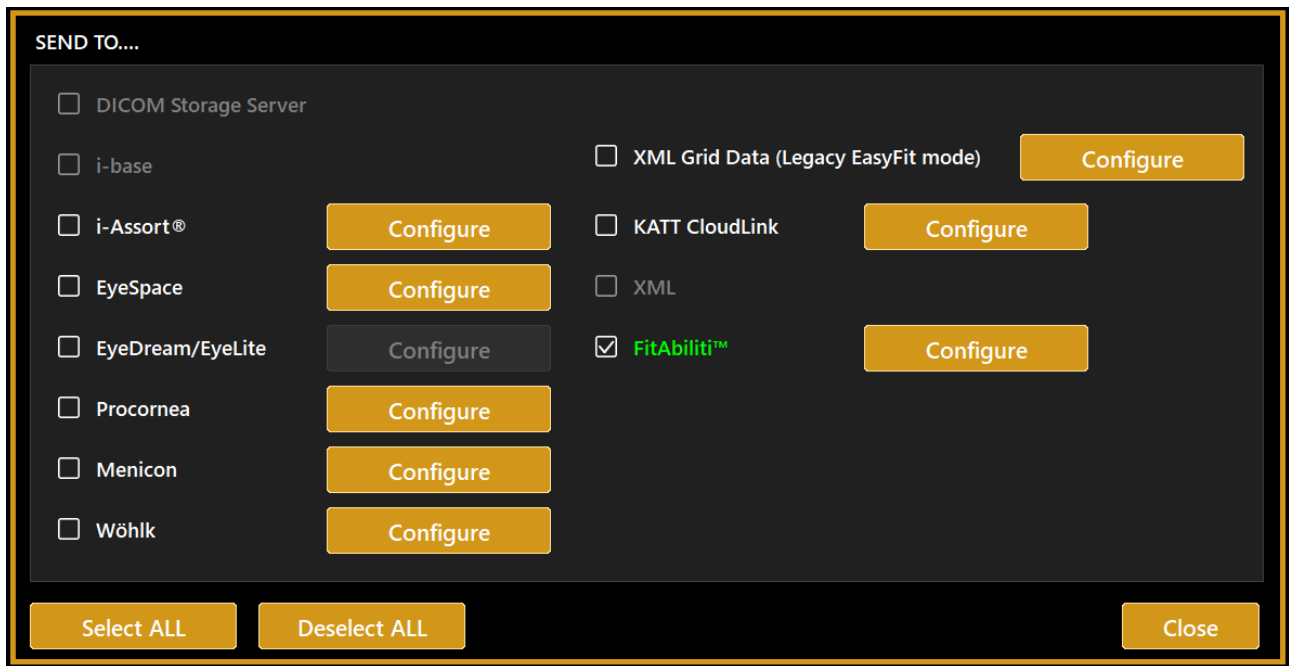 SEND TO....
DICOM Storage Server
i-base
i-Assort® Configure
EyeSpace Configure
EyeDream/EyeLite Configure
Procornea Configure
Menicon Configure
Wöhlk Configure
XML Grid Data (Legacy EasyFit mode) Configure
KATT CloudLink Configure
XML
FitAbiliti™ Configure
Select ALL Deselect ALL Close